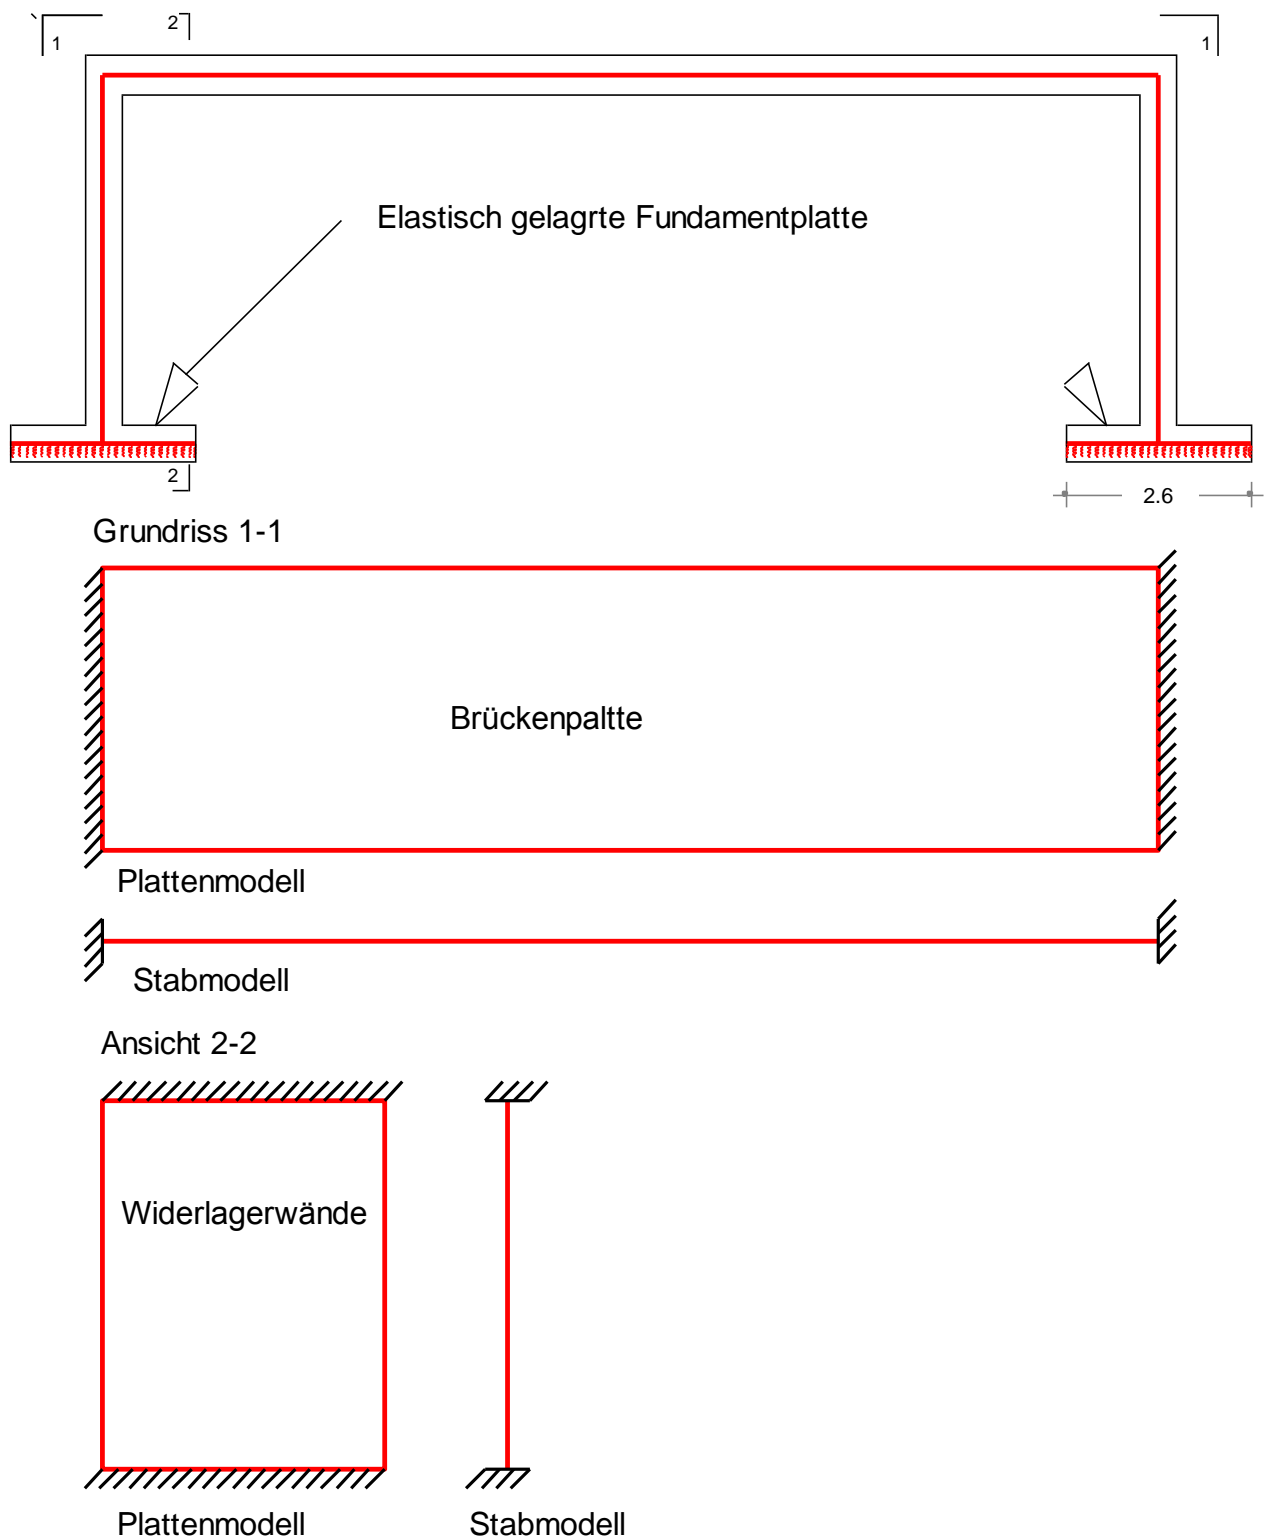 1
2
1
Elastisch gelagrte Fundamentplatte
2
2.6
Grundriss 1-1
Brückenpaltte
Plattenmodell
Stabmodell
Ansicht 2-2
Widerlagerwände
Plattenmodell
Stabmodell